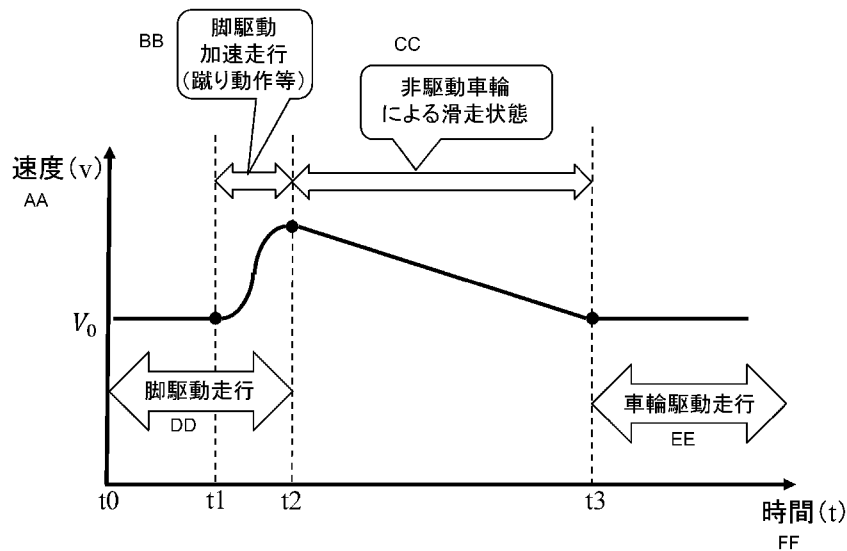 BB
脚駆動
加速走行
(蹴り動作等)
CC
非駆動車輪
による滑走状態
速度(v)
AA
V₀
脚駆動走行
DD
車輪駆動走行
EE
t0
t1
t2
t3
時間(t)
FF